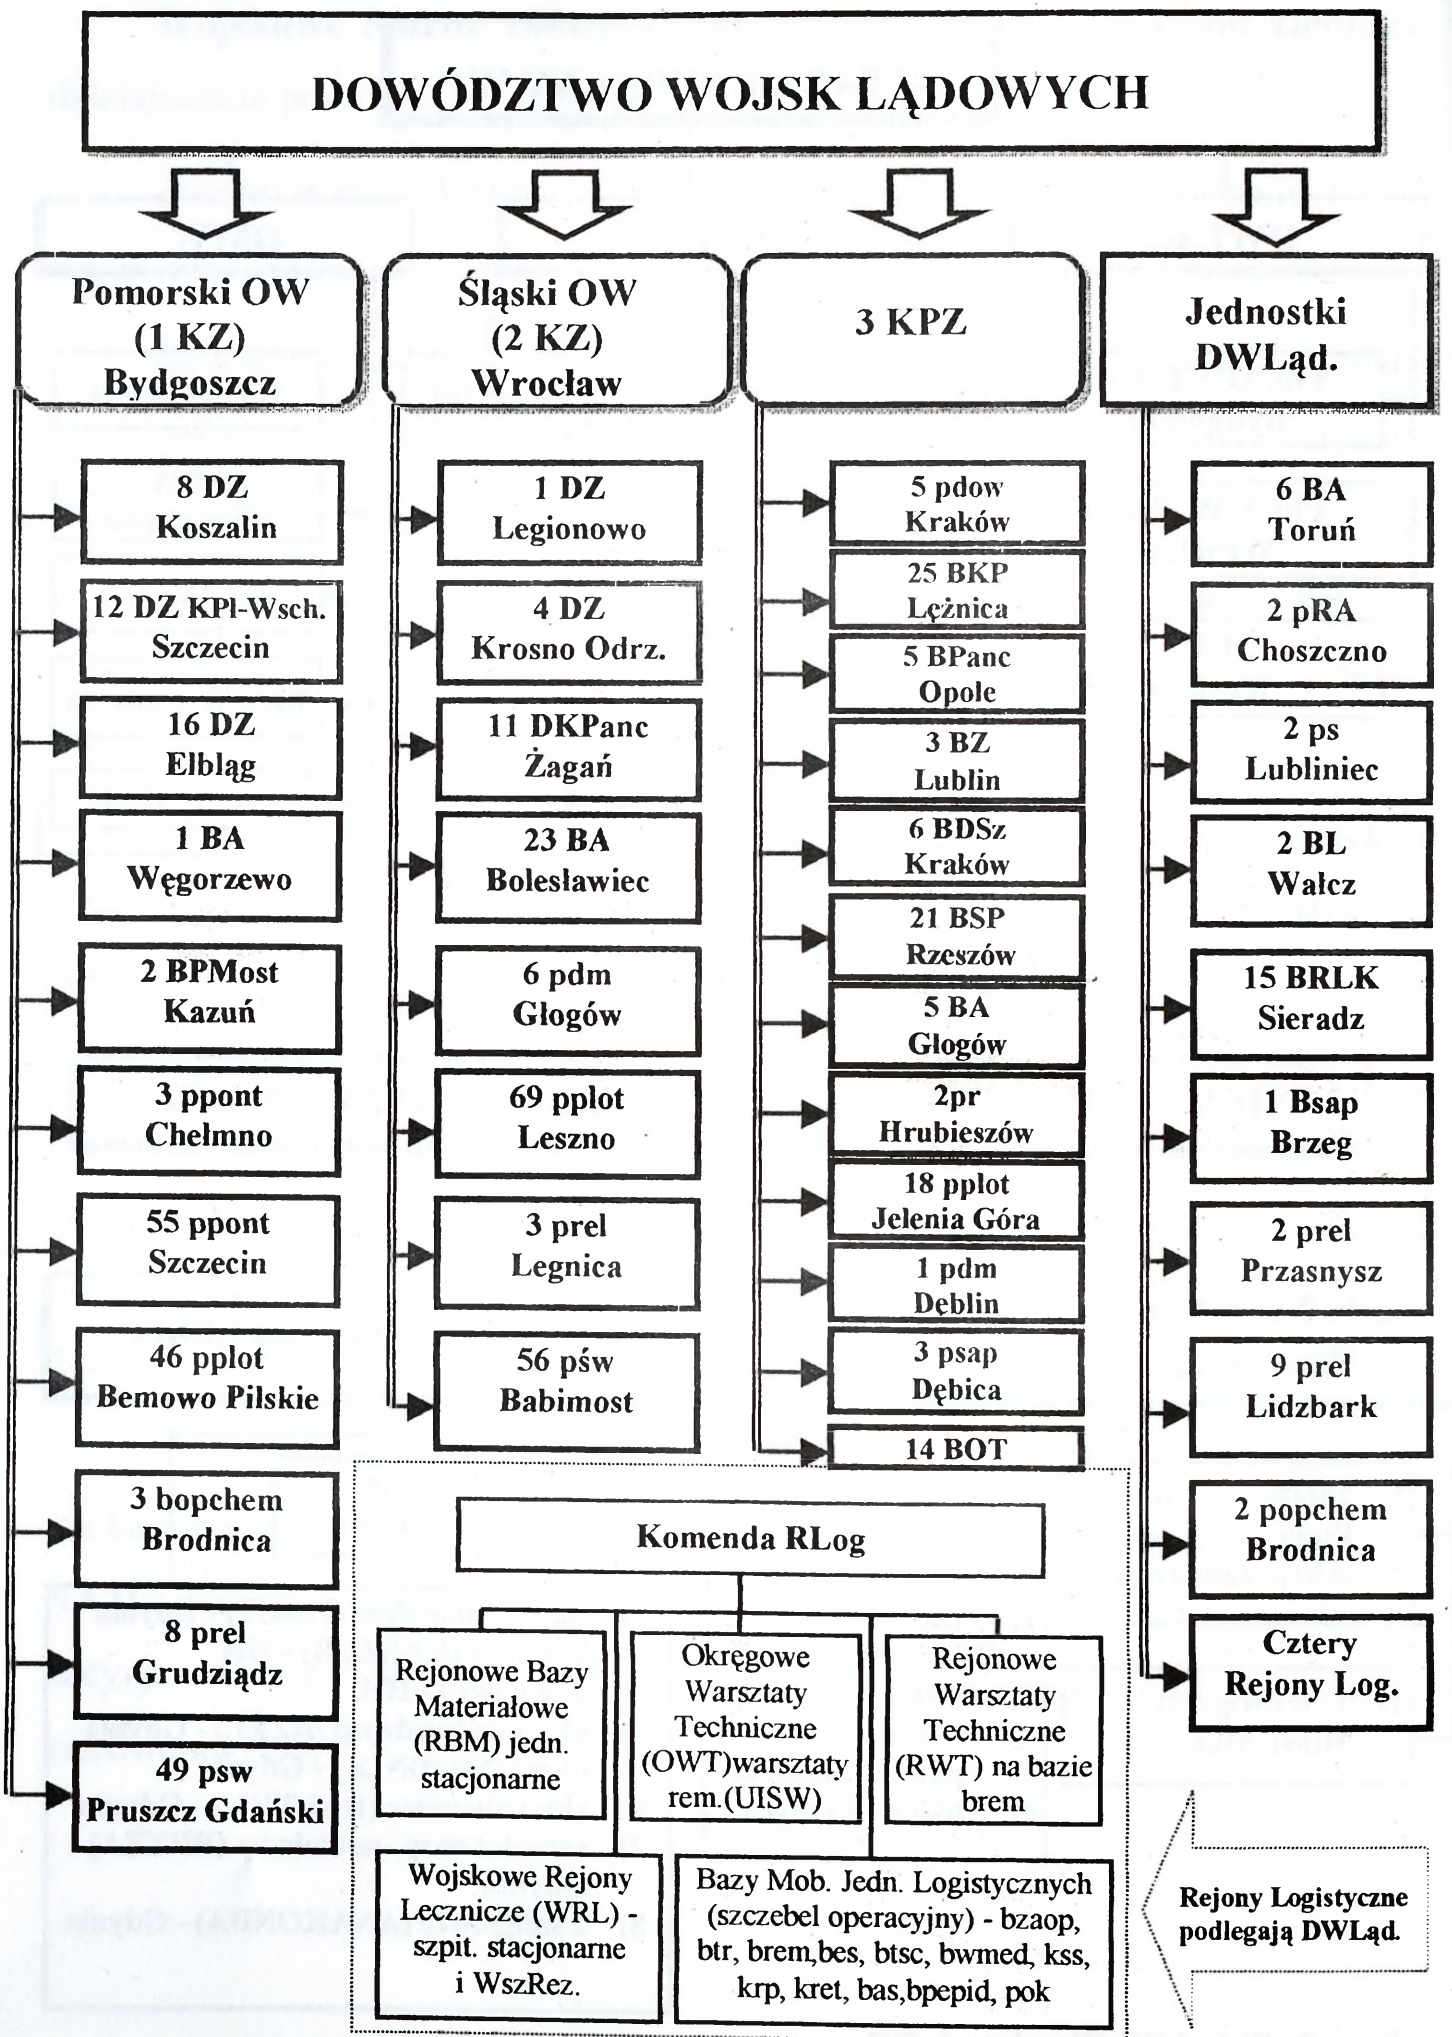 DOWÓDZTWO WOJSK LĄDOWYCH
Pomorski OW
(1 KZ)
Bydgoszcz
8 DZ
Koszalin
12 DZ KPl-Wsch.
Szczecin
16 DZ
Elbląg
1 BA
Węgorzewo
2 BPMost
Kazuń
3 ppont
Chełmno
55 ppont
Szczecin
46 pplot
Bemowo Pilskie
3 bopchem
Brodnica
8 prel
Grudziądz
49 psw
Pruszcz Gdański
Śląski OW
(2 KZ)
Wrocław
1 DZ
Legionowo
4 DZ
Krosno Odrz.
11 DKPanc
Żagań
23 BA
Bolesławiec
6 pdm
Głogów
69 pplot
Leszno
3 prel
Legnica
56 pśw
Babimost
3 KPZ
5 pdow
Kraków
25 BKP
Lężnica
5 BPanc
Opole
3 BZ
Lublin
6 BDSz
Kraków
21 BSP
Rzeszów
5 BA
Głogów
2pr
Hrubieszów
18 pplot
Jelenia Góra
1 pdm
Dęblin
3 psap
Dębica
14 BOT
Jednostki
DWLąd.
6 BA
Toruń
2 pRA
Choszczno
2 ps
Lubliniec
2 BL
Wałcz
15 BRLK
Sieradz
1 Bsap
Brzeg
2 prel
Przasnysz
9 prel
Lidzbark
2 popchem
Brodnica
Cztery
Rejony Log.
Komenda RLog
Rejonowe Bazy
Materiałowe
(RBM) jedn.
stacjonarne
Okręgowe
Warsztaty
Techniczne
(OWT)warsztaty
rem.(UISW)
Rejonowe
Warsztaty
Techniczne
(RWT) na bazie
brem
Wojskowe Rejony
Lecznicze (WRL) -
szpit. stacjonarne
i WszRez.
Bazy Mob. Jedn. Logistycznych
(szczebel operacyjny) - bzaop,
btr, brem,bes, btsc, bwmed, kss,
krp, kret, bas,bpepid, pok
Rejony Logistyczne
podlegają DWLąd.